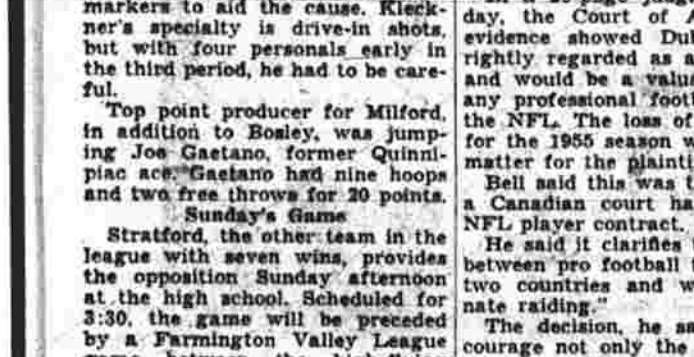 markers to aid the cause. Kleck-
ner's specialty is drive-in shots,
but with four personals early in
the third period, he had to be care-
ful.
Top point producer for Milford,
in addition to Bosley, was jump-
ing Joe Gaetano, former Quinni-
piac ace. Gaetano had nine hoops
and two free throws for 20 points.
Sunday's Game
Stratford, the other team in the
league with seven wins, provides
the opposition Sunday afternoon
at the high school. Scheduled for
3:30, the game will be preceded
by a Farmington Valley League
day, the Court of
evidence showed
rightly regarded as a
and would be a
any professional
the NFL. The loss of
for the 1955 season
matter for the
Bell said this was
a Canadian court
NFL player contract.
He said it clarifies
between pro football
two countries and
nate raiding."
The decision, he
courage not only the